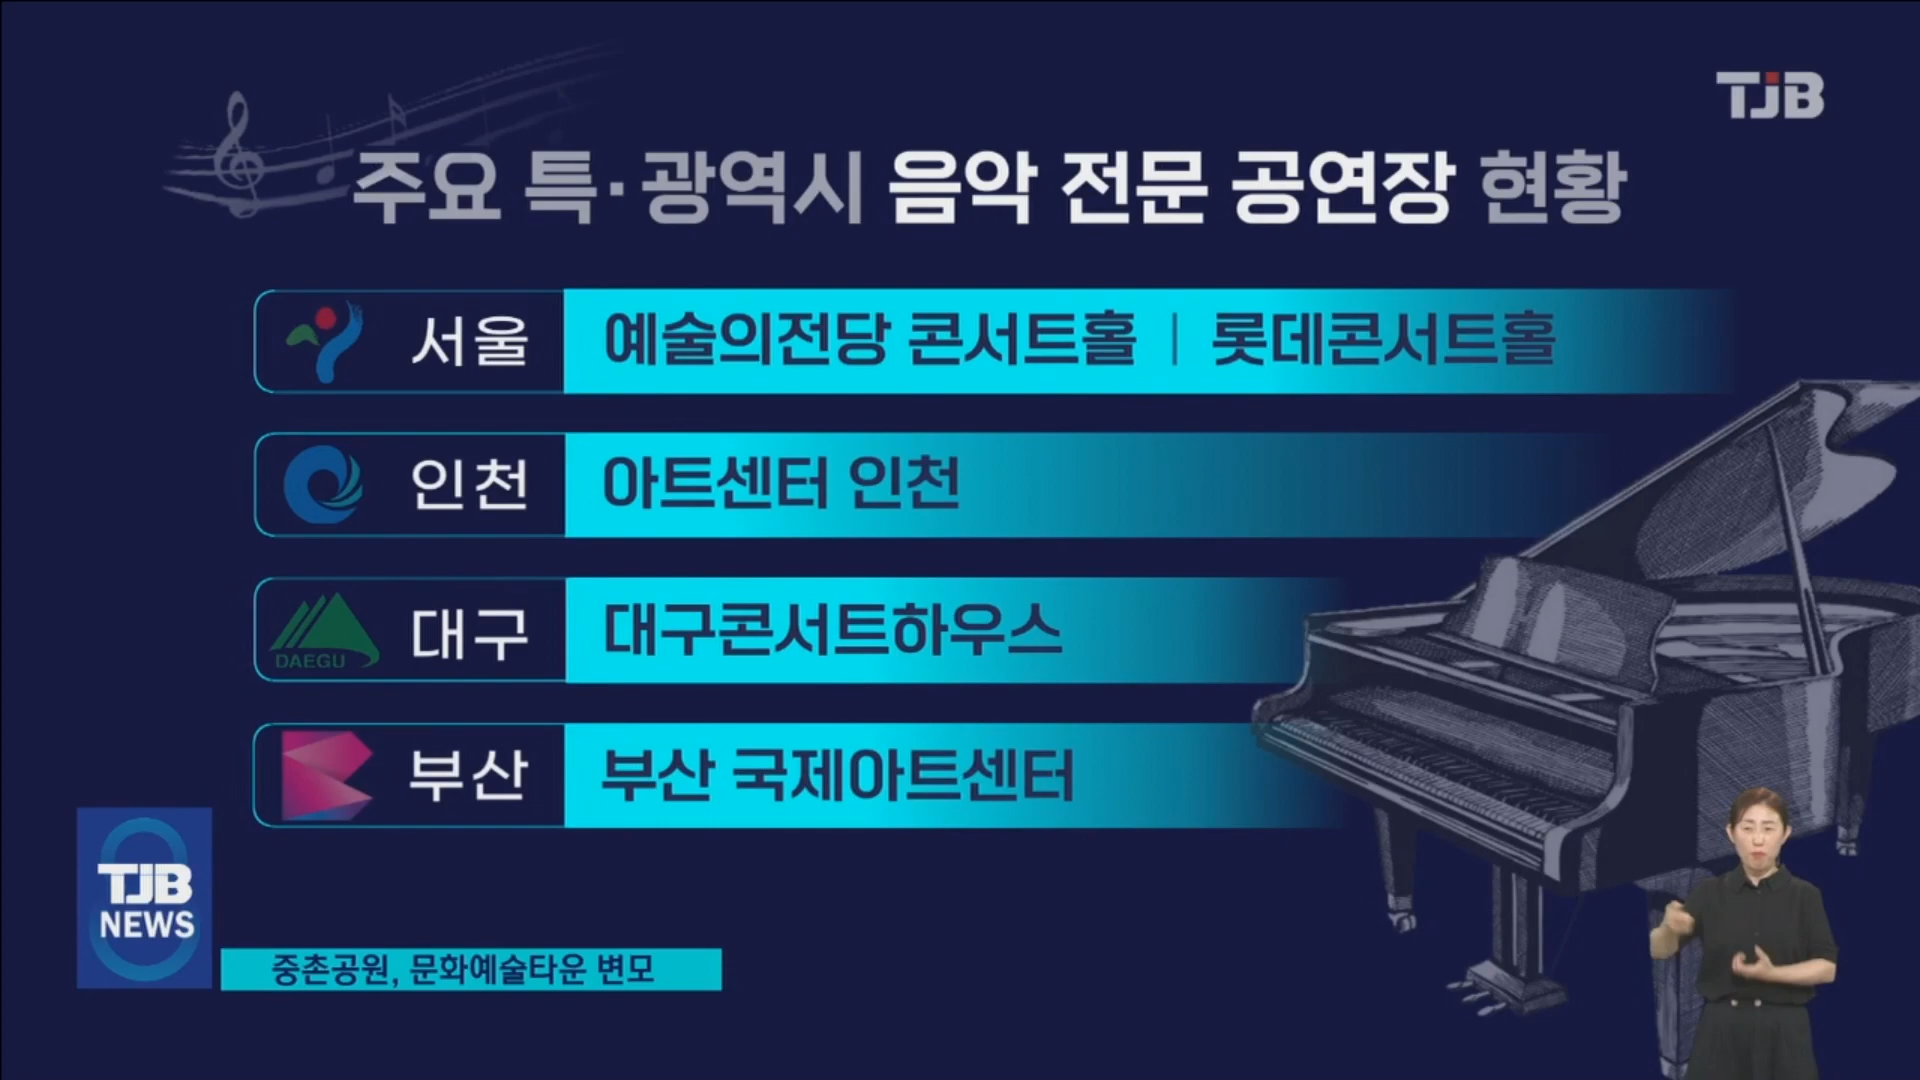 TJB
주요 특·광역시 음악 전문 공연장 현황
서울 예술의전당 콘서트홀 | 롯데콘서트홀
인천 아트센터 인천
DAEGU 대구 대구콘서트하우스
부산 부산 국제아트센터
8
TJB
NEWS
중촌공원, 문화예술타운 변모